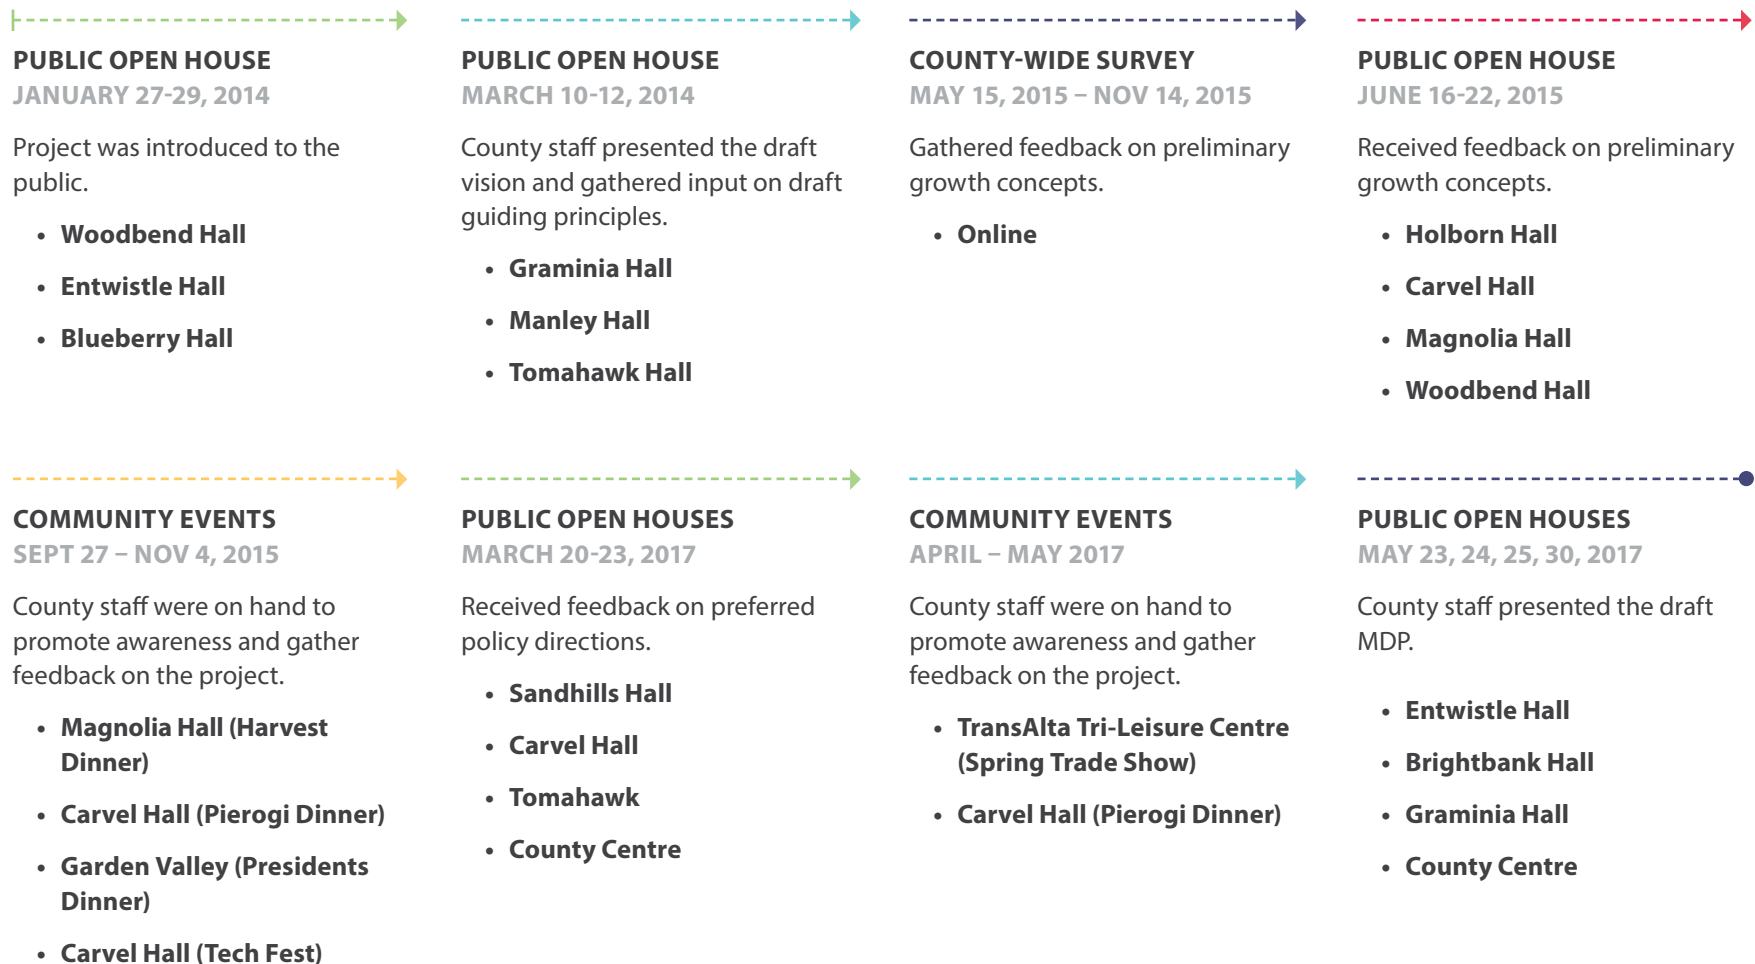 PUBLIC OPEN HOUSE
JANUARY 27-29, 2014
Project was introduced to the
public.
• Woodbend Hall
• Entwistle Hall
• Blueberry Hall
PUBLIC OPEN HOUSE
MARCH 10-12, 2014
County staff presented the draft
vision and gathered input on draft
guiding principles.
• Graminia Hall
• Manley Hall
• Tomahawk Hall
COUNTY-WIDE SURVEY
MAY 15, 2015 – NOV 14, 2015
Gathered feedback on preliminary
growth concepts.
• Online
PUBLIC OPEN HOUSE
JUNE 16-22, 2015
Received feedback on preliminary
growth concepts.
• Holborn Hall
• Carvel Hall
• Magnolia Hall
• Woodbend Hall
COMMUNITY EVENTS
SEPT 27 – NOV 4, 2015
County staff were on hand to
promote awareness and gather
feedback on the project.
• Magnolia Hall (Harvest
Dinner)
• Carvel Hall (Pierogi Dinner)
• Garden Valley (Presidents
Dinner)
• Carvel Hall (Tech Fest)
PUBLIC OPEN HOUSES
MARCH 20-23, 2017
Received feedback on preferred
policy directions.
• Sandhills Hall
• Carvel Hall
• Tomahawk
• County Centre
COMMUNITY EVENTS
APRIL – MAY 2017
County staff were on hand to
promote awareness and gather
feedback on the project.
• TransAlta Tri-Leisure Centre
(Spring Trade Show)
• Carvel Hall (Pierogi Dinner)
PUBLIC OPEN HOUSES
MAY 23, 24, 25, 30, 2017
County staff presented the draft
MDP.
• Entwistle Hall
• Brightbank Hall
• Graminia Hall
• County Centre